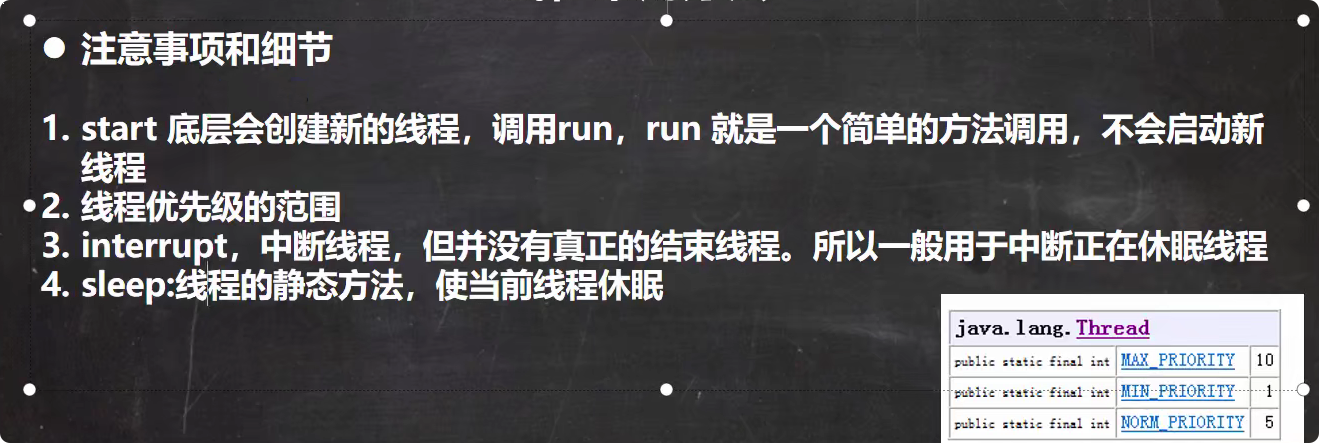 ● 注意事项和细节
1. start 底层会创建新的线程，调用run，run 就是一个简单的方法调用，不会启动新
线程
2. 线程优先级的范围
3. interrupt，中断线程，但并没有真正的结束线程。所以一般用于中断正在休眠线程
4. sleep:线程的静态方法，使当前线程休眠
java.lang.Thread
public static final int MAX_PRIORITY 10
public static final int MIN_PRIORITY 1
public static final int NORM_PRIORITY 5